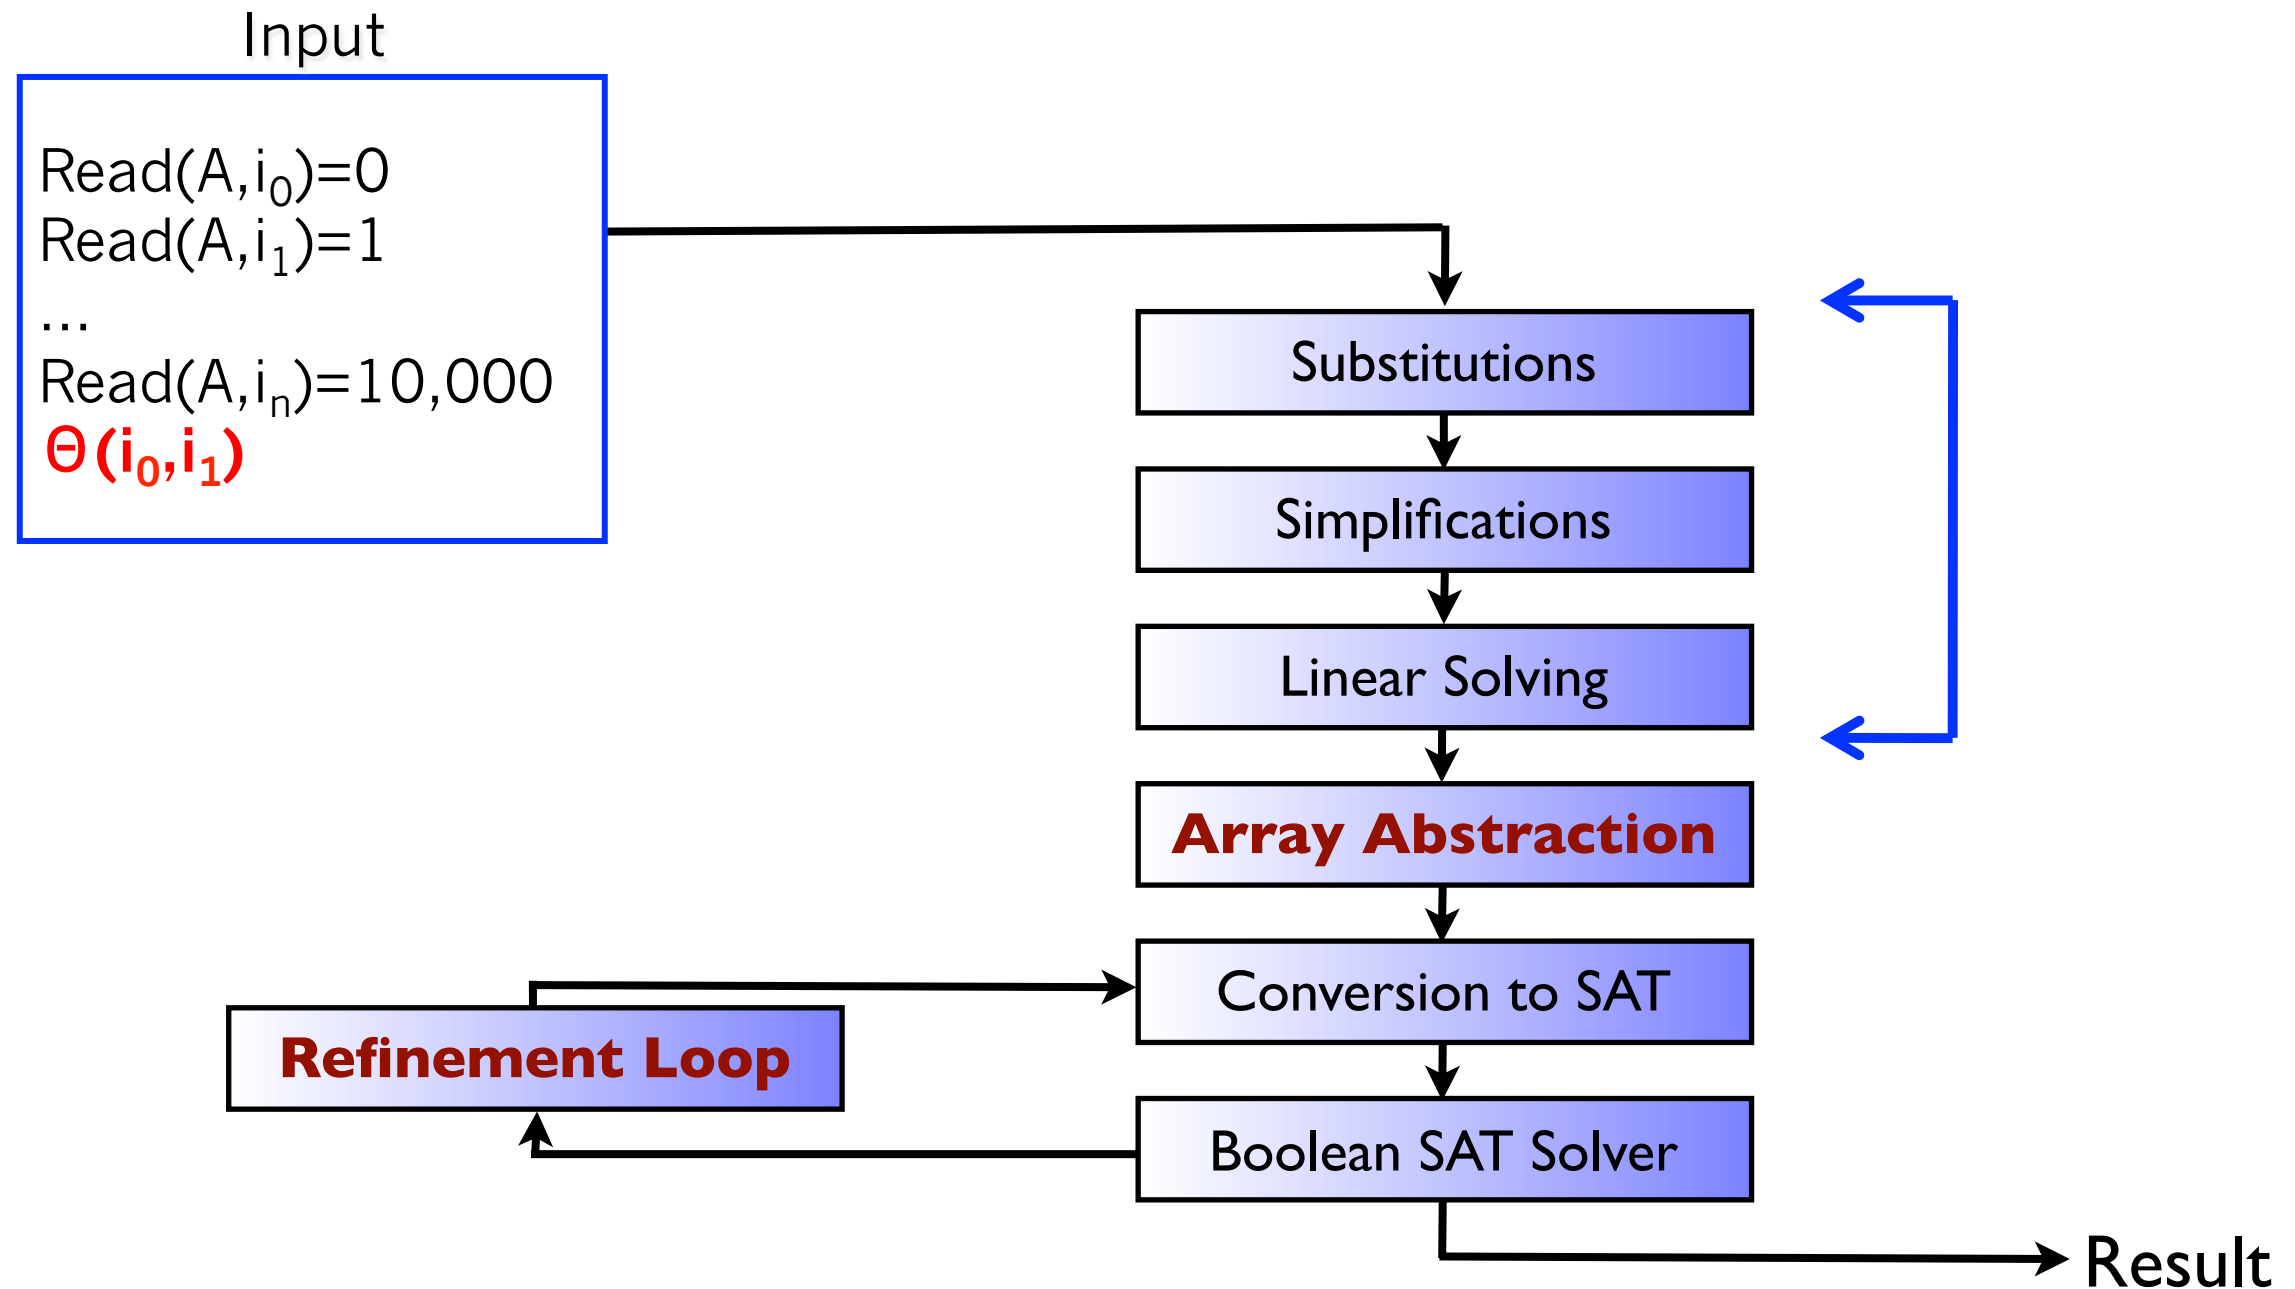 Input
Read(A,i₀)=0
Read(A,i₁)=1
...
Read(A,iₙ)=10,000
Θ(i₀,i₁)
Substitutions
Simplifications
Linear Solving
Array Abstraction
Conversion to SAT
Refinement Loop
Boolean SAT Solver
Result